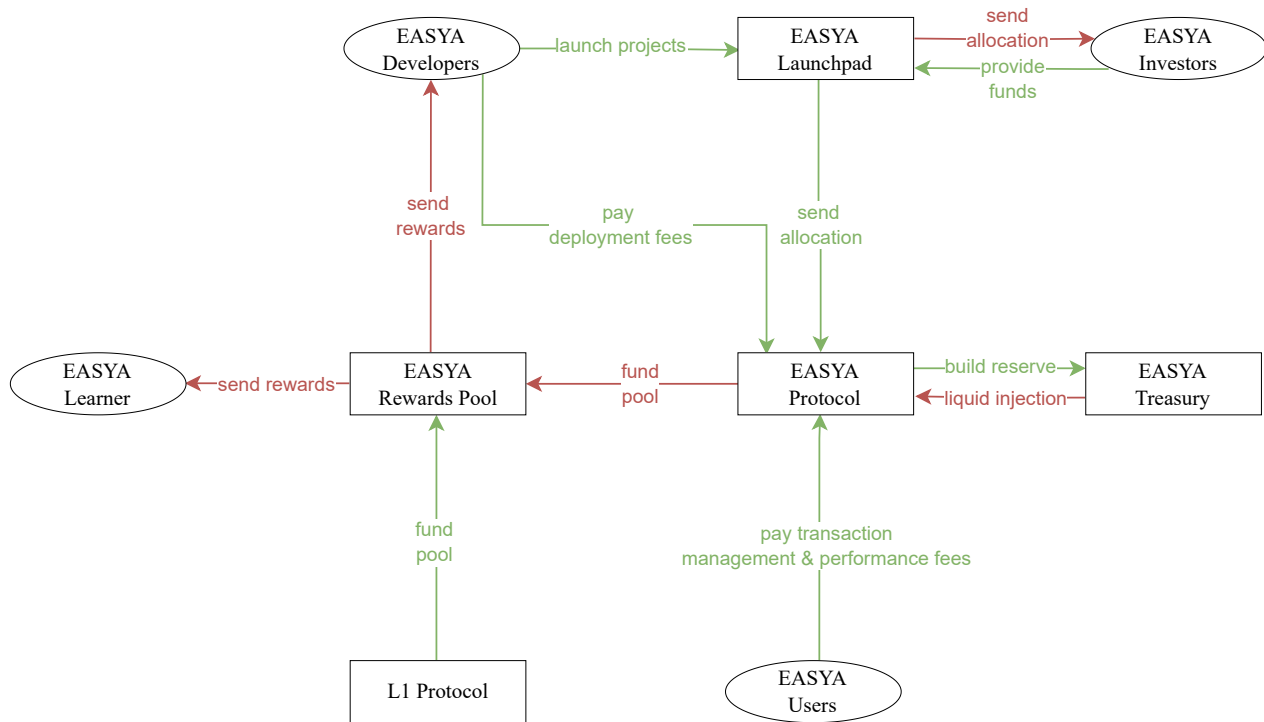 EASYA
Developers
launch projects
EASYA
Launchpad
send
allocation
provide
funds
EASYA
Investors
send
rewards
pay
deployment fees
send
allocation
EASYA
Learner
send rewards
EASYA
Rewards Pool
fund
pool
EASYA
Protocol
build reserve
liquid injection
EASYA
Treasury
fund
pool
pay transaction
management & performance fees
L1 Protocol
EASYA
Users